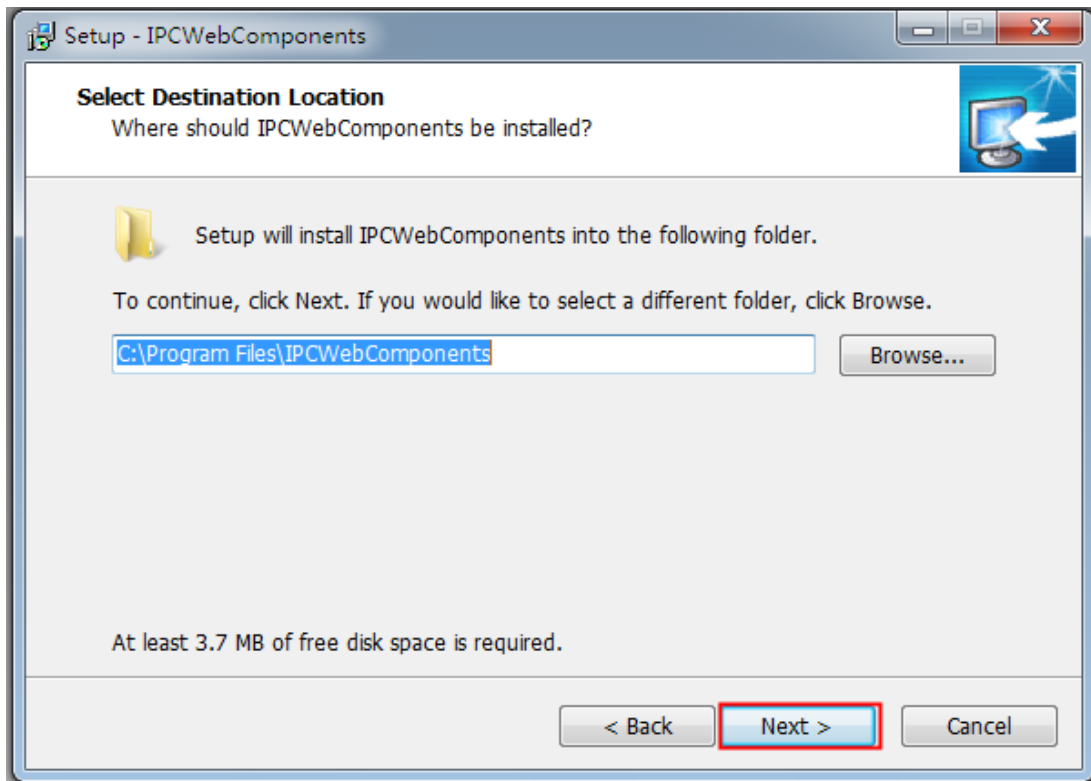 Setup - IPCWebComponents
Select Destination Location
Where should IPCWebComponents be installed?
Setup will install IPCWebComponents into the following folder.
To continue, click Next. If you would like to select a different folder, click Browse.
C:\Program Files\IPCWebComponents
Browse...
At least 3.7 MB of free disk space is required.
< Back
Next >
Cancel